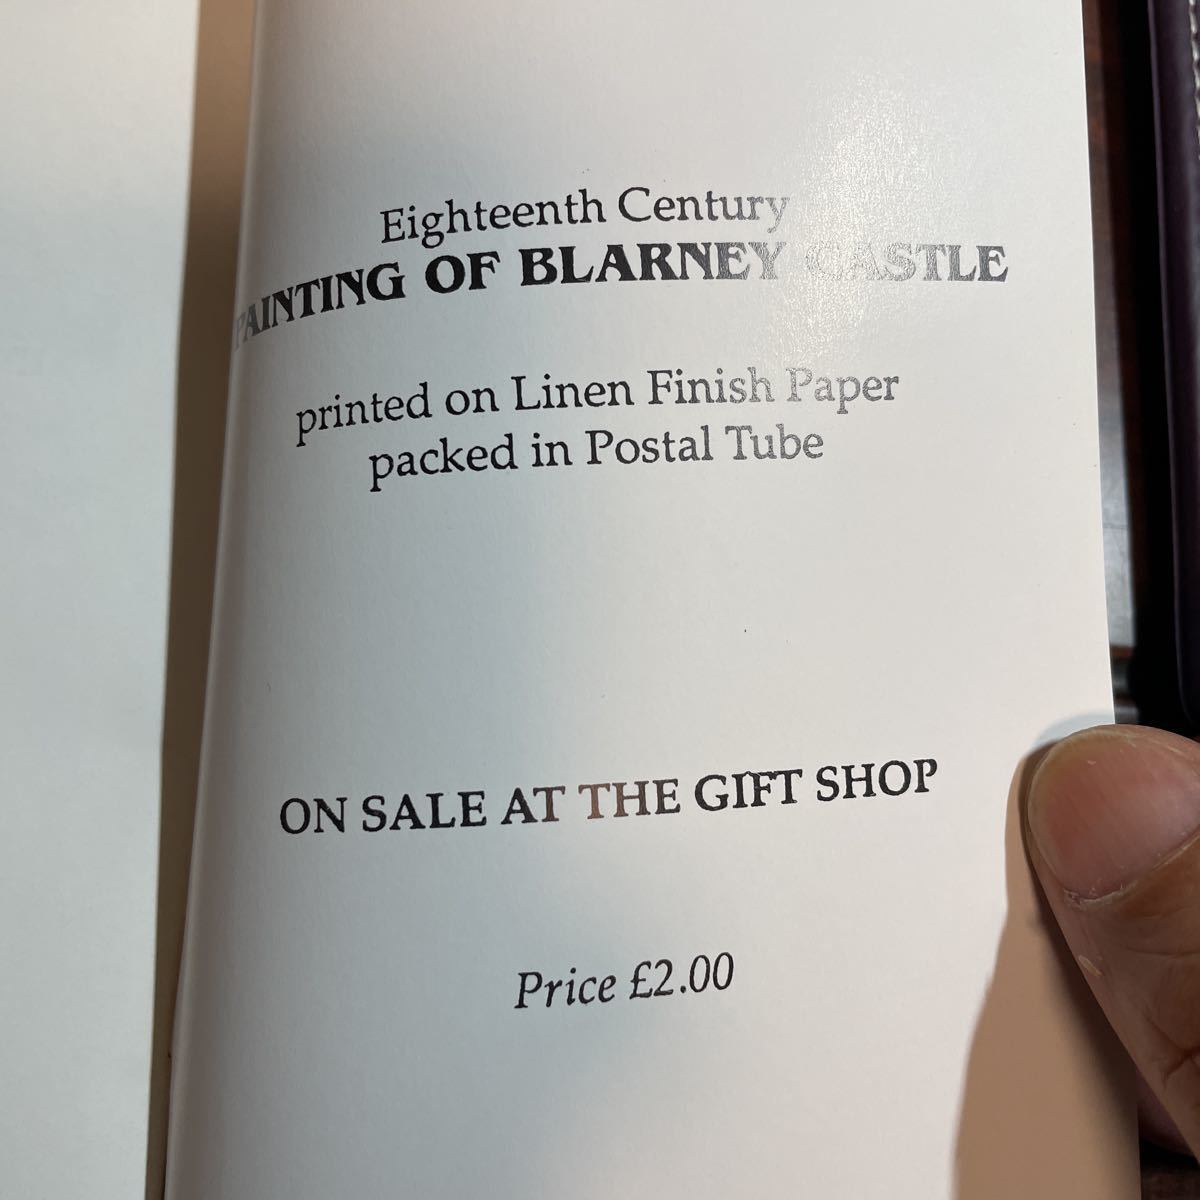 Eighteenth Century
PAINTING OF BLARNEY CASTLE
printed on Linen Finish Paper
packed in Postal Tube
ON SALE AT THE GIFT SHOP
Price £2.00